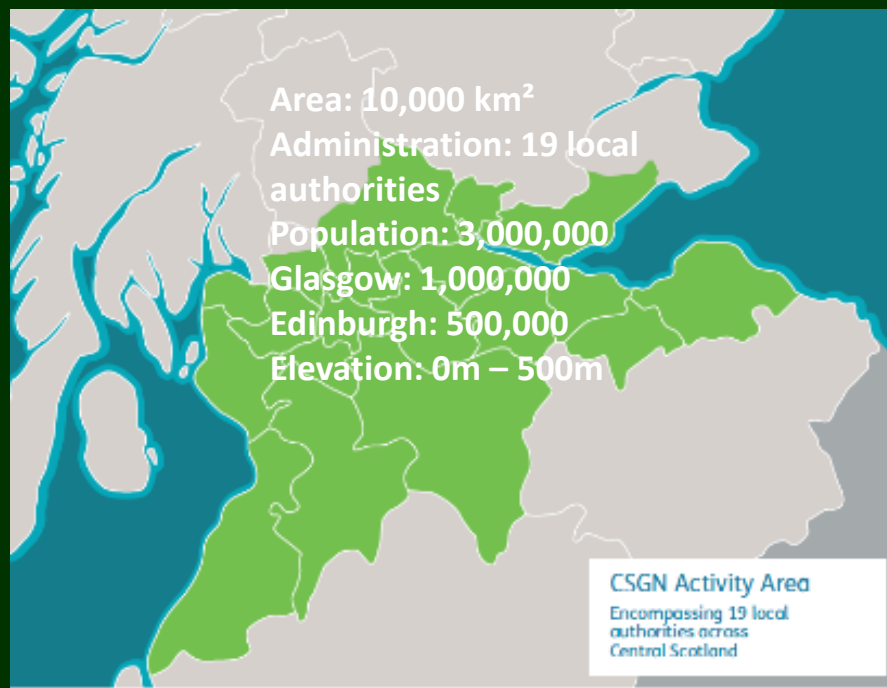 Area: 10,000 km²
Administration: 19 local
authorities
Population: 3,000,000
Glasgow: 1,000,000
Edinburgh: 500,000
Elevation: 0m – 500m
CSGN Activity Area
Encompassing 19 local
authorities across
Central Scotland